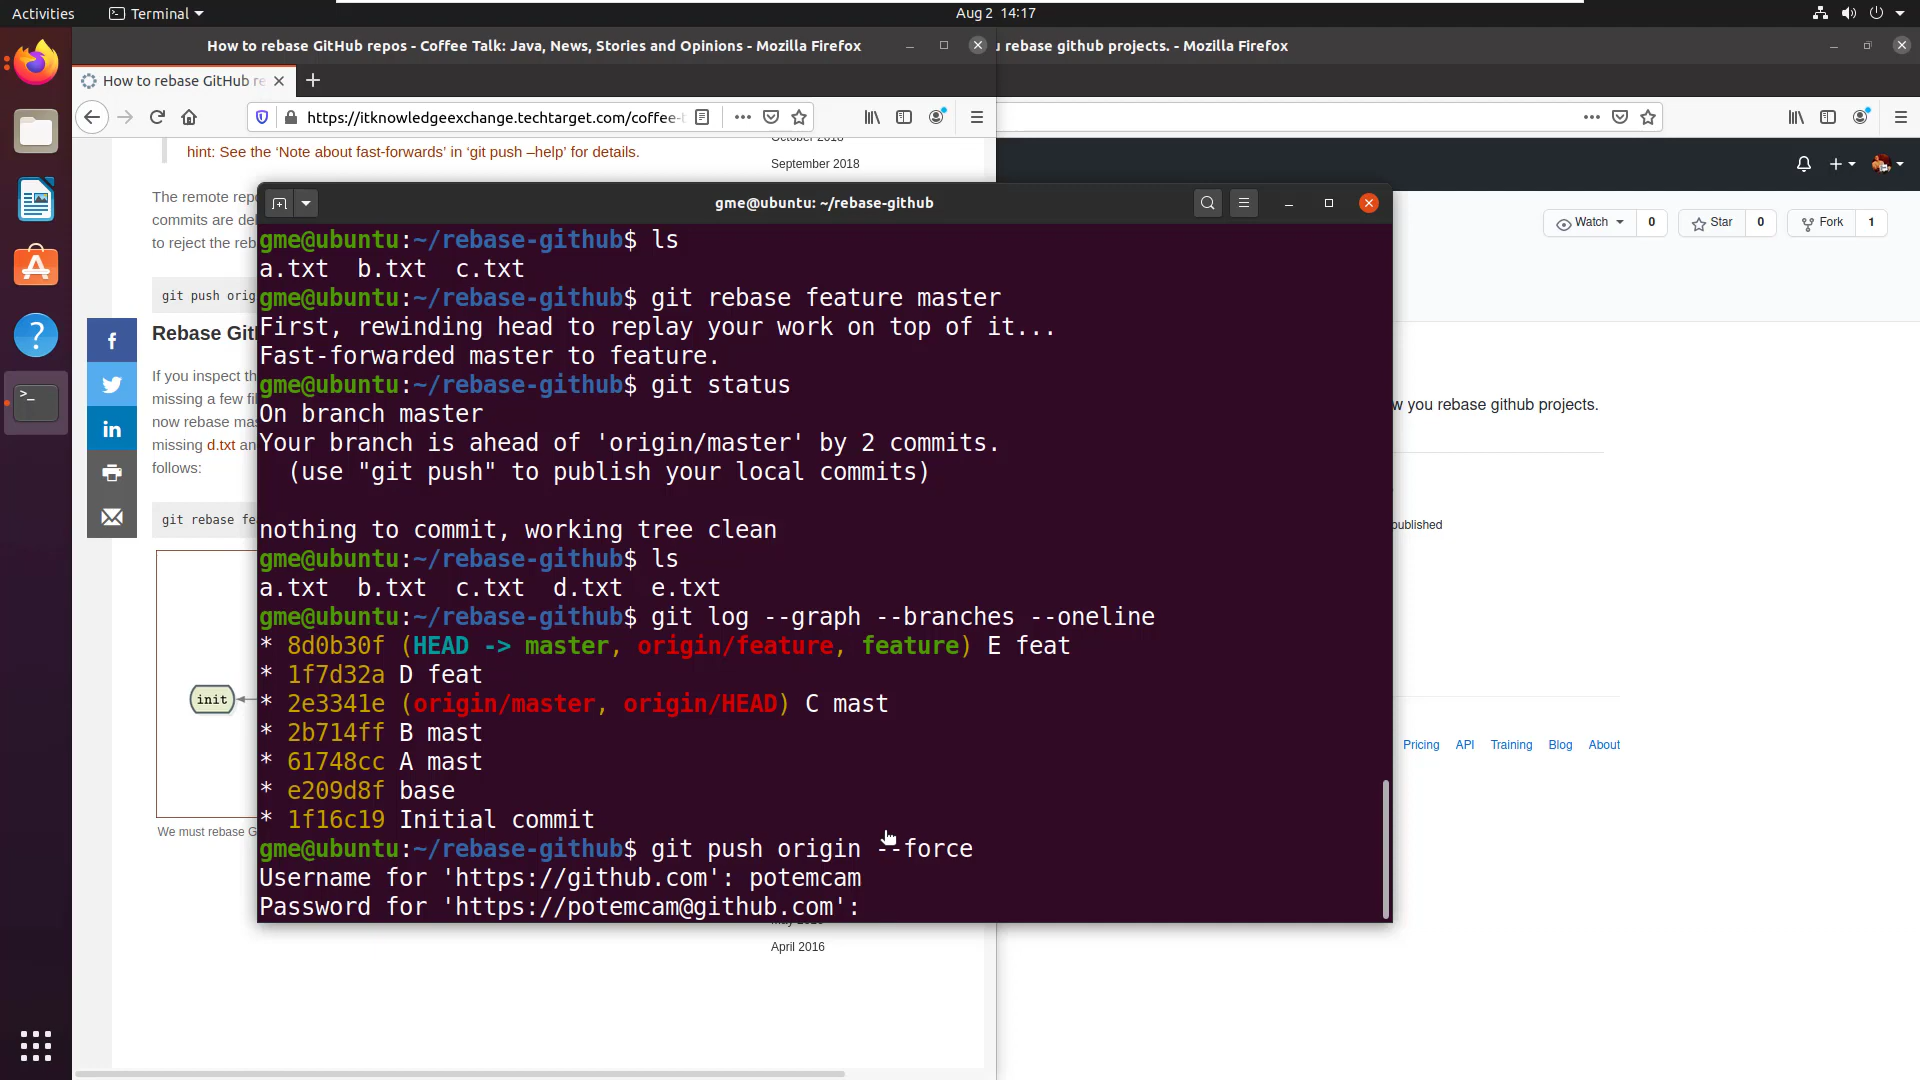 Activities
Terminal
Aug 2 14:17
How to rebase GitHub repos - Coffee Talk: Java, News, Stories and Opinions - Mozilla Firefox
rebase github projects. - Mozilla Firefox
How to rebase GitHub re
https://itknowledgeexchange.techtarget.com/coffee-
hint: See the ‘Note about fast-forwards’ in ‘git push –help’ for details.
September 2018
The remote repo
commits are del
to reject the reb
git push orig
Rebase Git
If you inspect th
missing a few fi
now rebase mas
missing d.txt an
follows:
git rebase fe
init
We must rebase G
gme@ubuntu: ~/rebase-github
gme@ubuntu:~/rebase-github$ ls
a.txt b.txt c.txt
gme@ubuntu:~/rebase-github$ git rebase feature master
First, rewinding head to replay your work on top of it...
Fast-forwarded master to feature.
gme@ubuntu:~/rebase-github$ git status
On branch master
Your branch is ahead of 'origin/master' by 2 commits.
(use "git push" to publish your local commits)
nothing to commit, working tree clean
gme@ubuntu:~/rebase-github$ ls
a.txt b.txt c.txt d.txt e.txt
gme@ubuntu:~/rebase-github$ git log --graph --branches --oneline
* 8d0b30f (HEAD -> master, origin/feature, feature) E feat
* 1f7d32a D feat
* 2e3341e (origin/master, origin/HEAD) C mast
* 2b714ff B mast
* 61748cc A mast
* e209d8f base
* 1f16c19 Initial commit
gme@ubuntu:~/rebase-github$ git push origin --force
Username for 'https://github.com': potemcam
Password for 'https://potemcam@github.com':
April 2016
Watch 0
Star 0
Fork 1
w you rebase github projects.
published
Pricing API Training Blog About